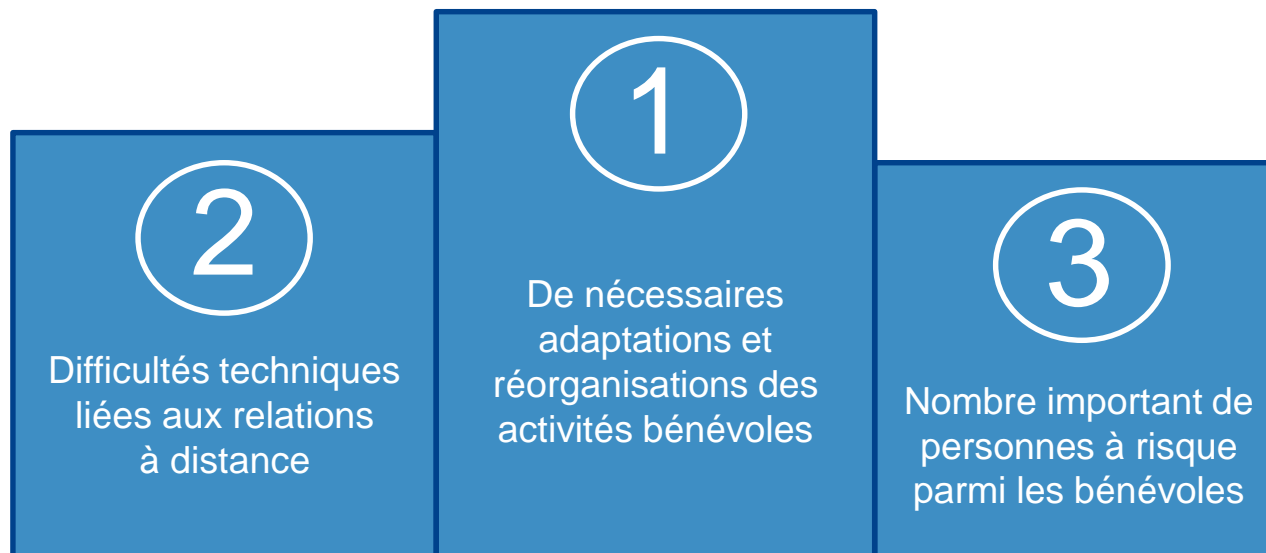 2
Difficultés techniques
liées aux relations
à distance
1
De nécessaires
adaptations et
réorganisations des
activités bénévoles
3
Nombre important de
personnes à risque
parmi les bénévoles